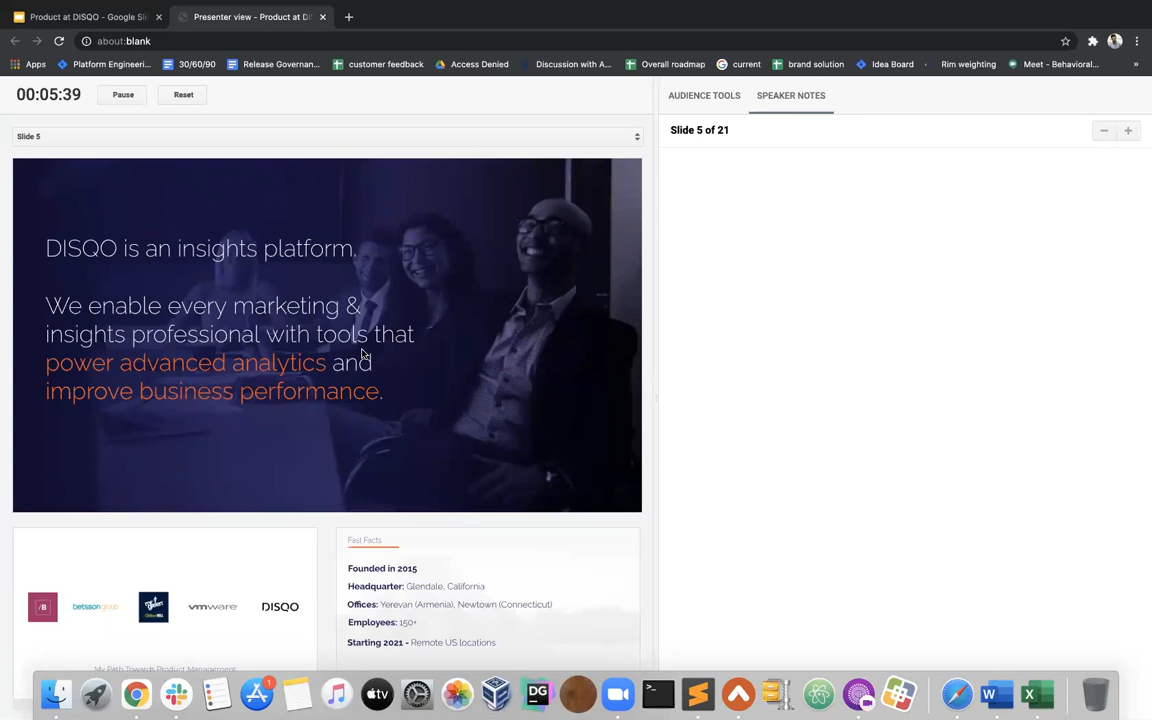 Product at DISQO - Google Sli
Presenter view - Product at DI
about:blank
Apps
Platform Engineeri...
30/60/90
Release Governan...
customer feedback
Access Denied
Discussion with A...
Overall roadmap
current
brand solution
Idea Board
Rim weighting
Meet - Behavioral...
»
00:05:39
Pause
Reset
AUDIENCE TOOLS
SPEAKER NOTES
Slide 5
Slide 5 of 21
DISQO is an insights platform.
We enable every marketing &
insights professional with tools that
power advanced analytics and
improve business performance.
/B
betsson group
vmware
DISQO
My Path Towards Product Management
Fast Facts
Founded in 2015
Headquarter: Glendale, California
Offices: Yerevan (Armenia), Newtown (Connecticut)
Employees: 150+
Starting 2021 - Remote US locations
1
tv
DG
>_
W
X